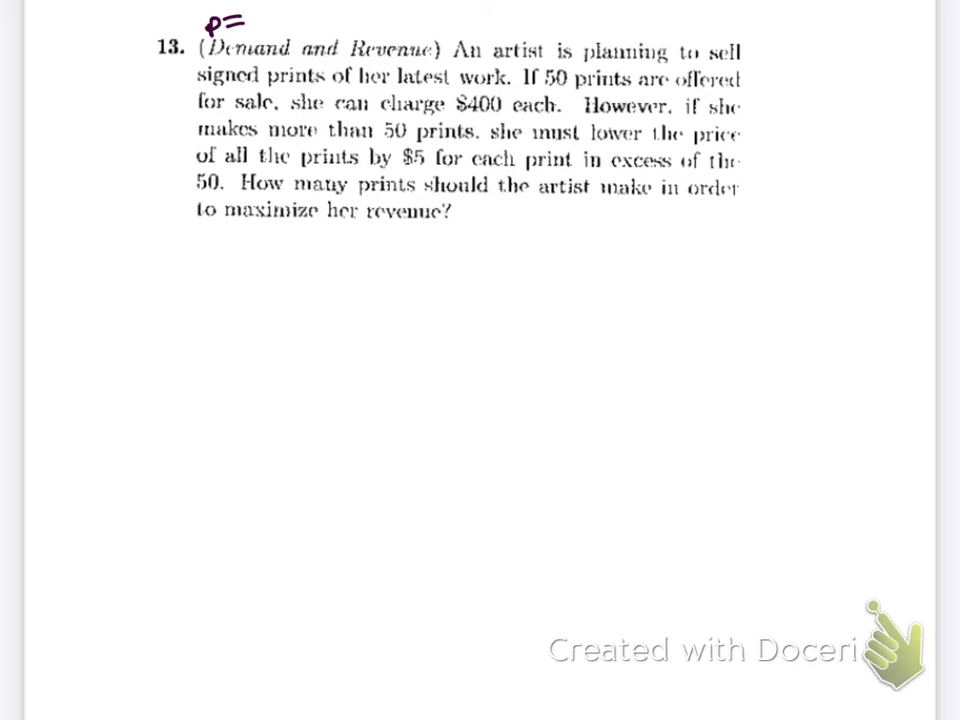 P=
13. (Demand and Revenue) An artist is planning to sell
signed prints of her latest work. If 50 prints are offered
for sale, she can charge $400 each. However, if she
makes more than 50 prints, she must lower the price
of all the prints by $5 for each print in excess of the
50. How many prints should the artist make in order
to maximize her revenue?
Created with Doceri